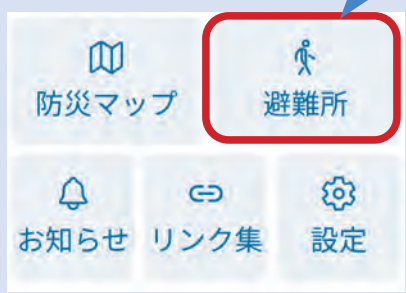 防災マップ
避難所
お知らせ
リンク集
設定